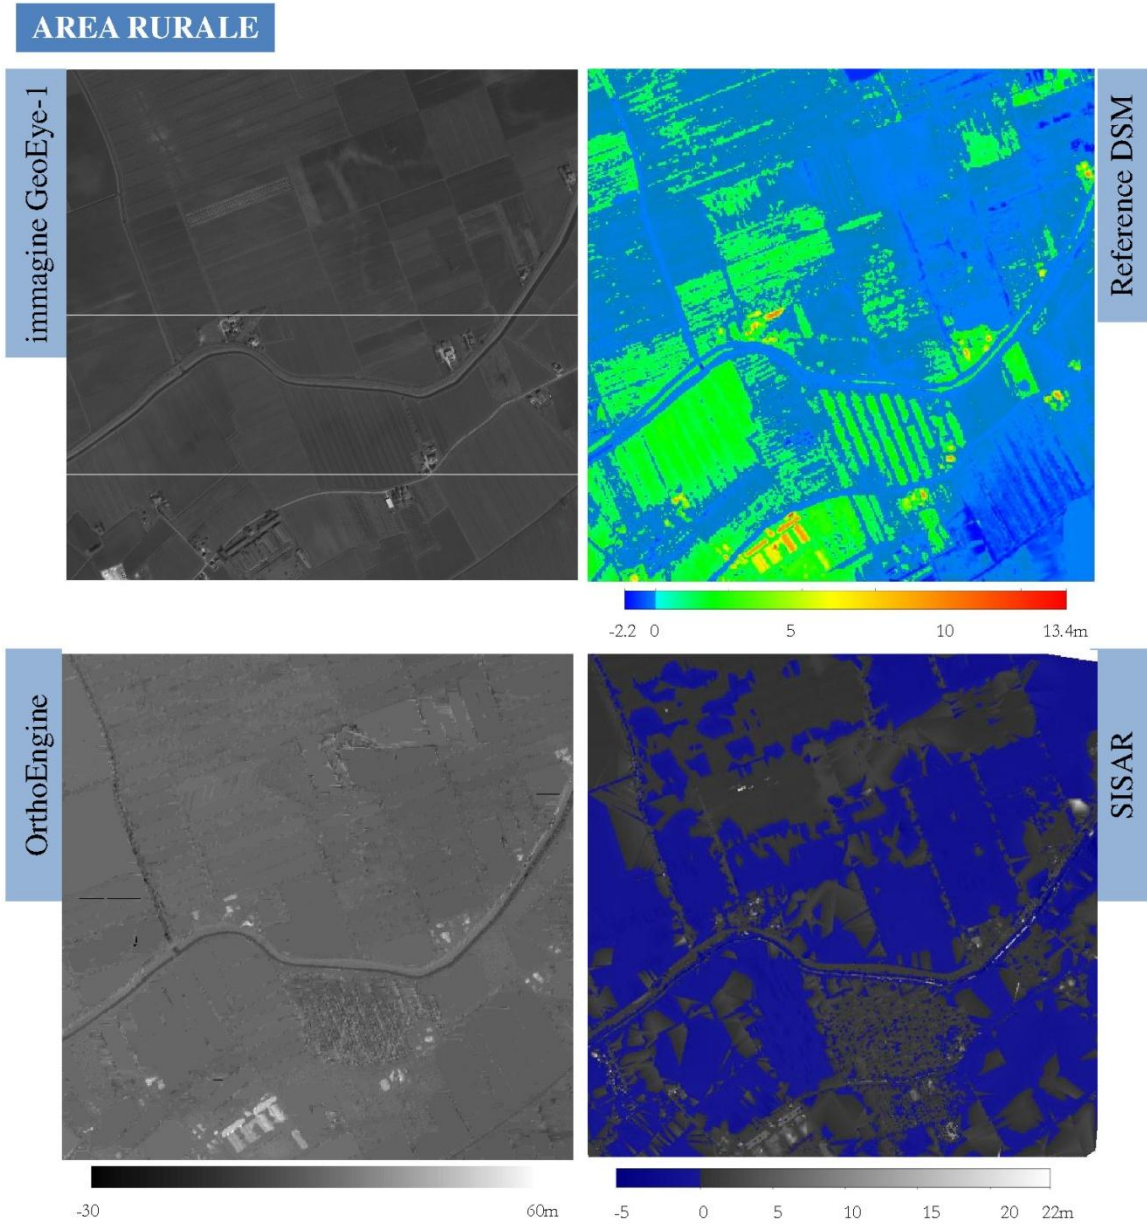 AREA RURALE
immagine GeoEye-1
Reference DSM
-2.2 0 5 10 13.4m
OrthoEngine
SISAR
-30 60m
-5 0 5 10 15 20 22m